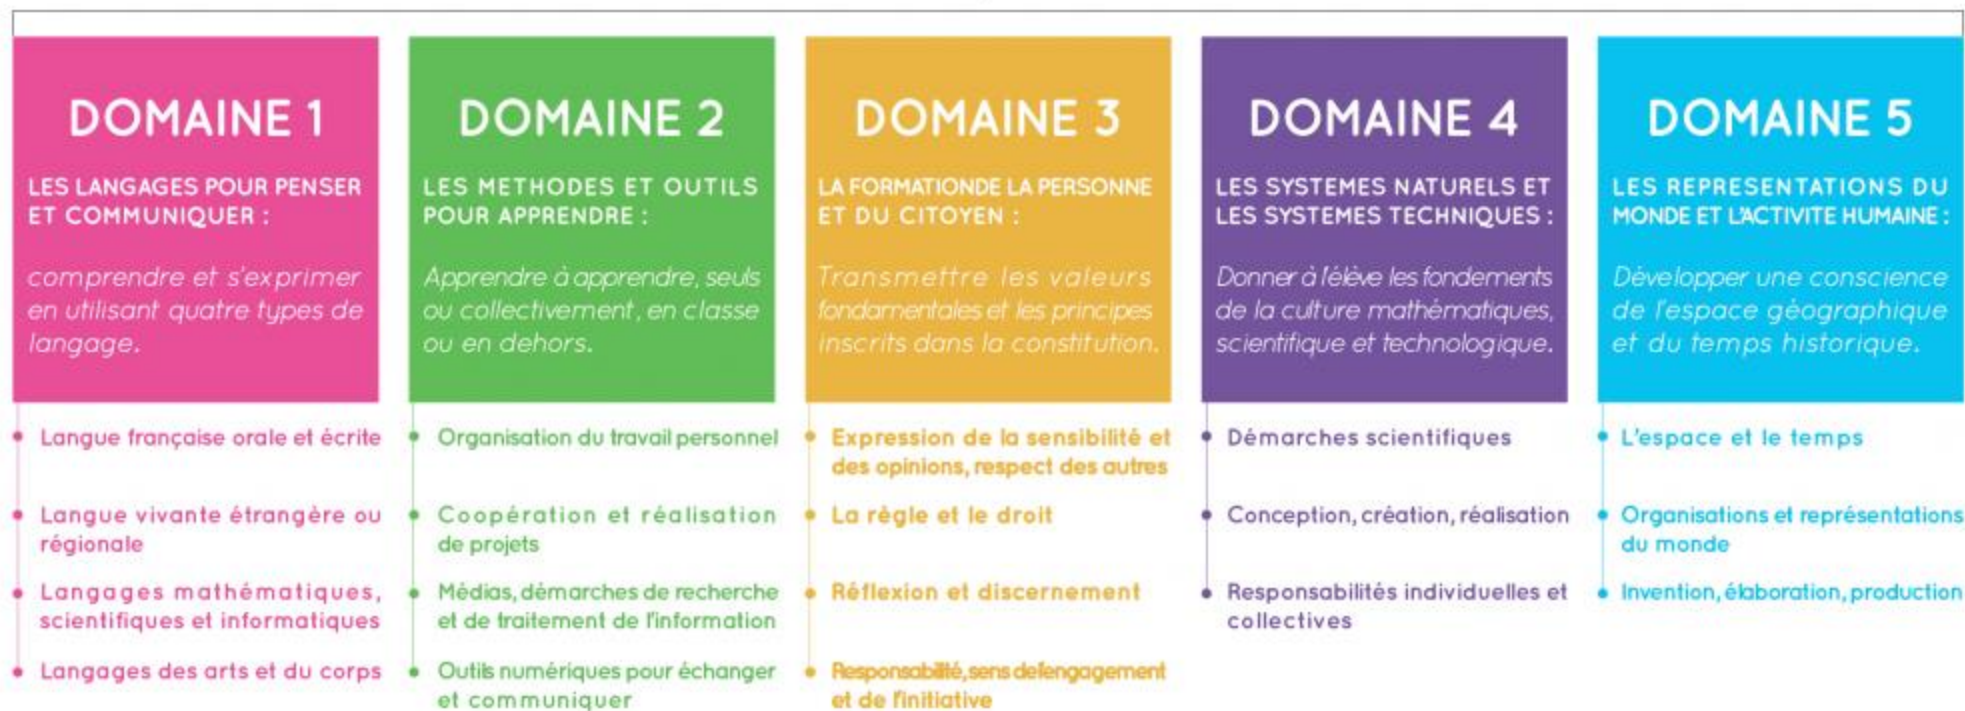 DOMAINE 1
LES LANGAGES POUR PENSER
ET COMMUNIQUER :
comprendre et s'exprimer
en utilisant quatre types de
langage.
Langue française orale et écrite
Langue vivante étrangère ou
régionale
Langages mathématiques,
scientifiques et informatiques
Langages des arts et du corps
DOMAINE 2
LES METHODES ET OUTILS
POUR APPRENDRE :
Apprendre à apprendre, seuls
ou collectivement, en classe
ou en dehors.
Organisation du travail personnel
Coopération et réalisation
de projets
Médias, démarches de recherche
et de traitement de l'information
Outils numériques pour échanger
et communiquer
DOMAINE 3
LA FORMATIONDE LA PERSONNE
ET DU CITOYEN :
Transmettre les valeurs
fondamentales et les principes
inscrits dans la constitution.
Expression de la sensibilité et
des opinions, respect des autres
La règle et le droit
Réflexion et discernement
Responsabilité, sens de l'engagement
et de l'initiative
DOMAINE 4
LES SYSTEMES NATURELS ET
LES SYSTEMES TECHNIQUES :
Donner à l'élève les fondements
de la culture mathématiques,
scientifique et technologique.
Démarches scientifiques
Conception, création, réalisation
Responsabilités individuelles et
collectives
DOMAINE 5
LES REPRESENTATIONS DU
MONDE ET L'ACTIVITE HUMAINE :
Développer une conscience
de l'espace géographique
et du temps historique.
L'espace et le temps
Organisations et représentations
du monde
Invention, élaboration, production